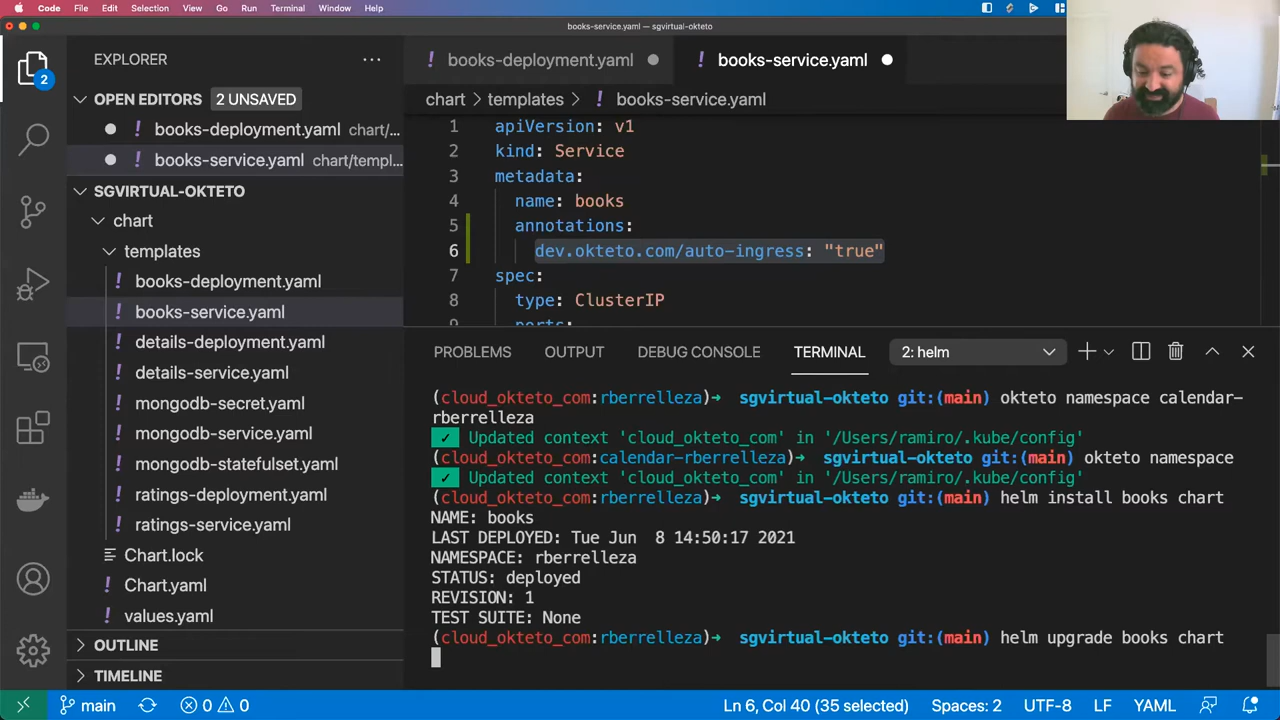 Code File Edit Selection View Go Run Terminal Window Help
books-service.yaml — sgvirtual-okteto
2
EXPLORER
OPEN EDITORS 2 UNSAVED
books-deployment.yaml chart/...
books-service.yaml chart/templ...
SGVIRTUAL-OKTETO
chart
templates
books-deployment.yaml
books-service.yaml
details-deployment.yaml
details-service.yaml
mongodb-secret.yaml
mongodb-service.yaml
mongodb-statefulset.yaml
ratings-deployment.yaml
ratings-service.yaml
Chart.lock
Chart.yaml
values.yaml
OUTLINE
TIMELINE
books-deployment.yaml books-service.yaml
chart > templates > books-service.yaml
1 apiVersion: v1
2 kind: Service
3 metadata:
4 name: books
5 annotations:
6 dev.okteto.com/auto-ingress: "true"
7 spec:
8 type: ClusterIP
9 ports:
PROBLEMS OUTPUT DEBUG CONSOLE TERMINAL 2: helm
(cloud_okteto_com:rberrelleza)→ sgvirtual-okteto git:(main) okteto namespace calendar-
rberrelleza
✓ Updated context 'cloud_okteto_com' in '/Users/ramiro/.kube/config'
(cloud_okteto_com:calendar-rberrelleza)→ sgvirtual-okteto git:(main) okteto namespace
✓ Updated context 'cloud_okteto_com' in '/Users/ramiro/.kube/config'
(cloud_okteto_com:rberrelleza)→ sgvirtual-okteto git:(main) helm install books chart
NAME: books
LAST DEPLOYED: Tue Jun  8 14:50:17 2021
NAMESPACE: rberrelleza
STATUS: deployed
REVISION: 1
TEST SUITE: None
(cloud_okteto_com:rberrelleza)→ sgvirtual-okteto git:(main) helm upgrade books chart
main 0 0 Ln 6, Col 40 (35 selected) Spaces: 2 UTF-8 LF YAML